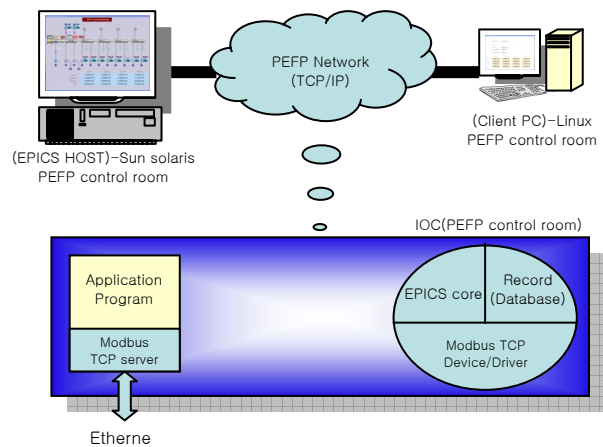 PEFP Network
(TCP/IP)
(EPICS HOST)-Sun solaris
PEFP control room
(Client PC)-Linux
PEFP control room
IOC(PEFP control room)
Application
Program
Modbus
TCP server
EPICS core
Record
(Database)
Modbus TCP
Device/Driver
Etherne